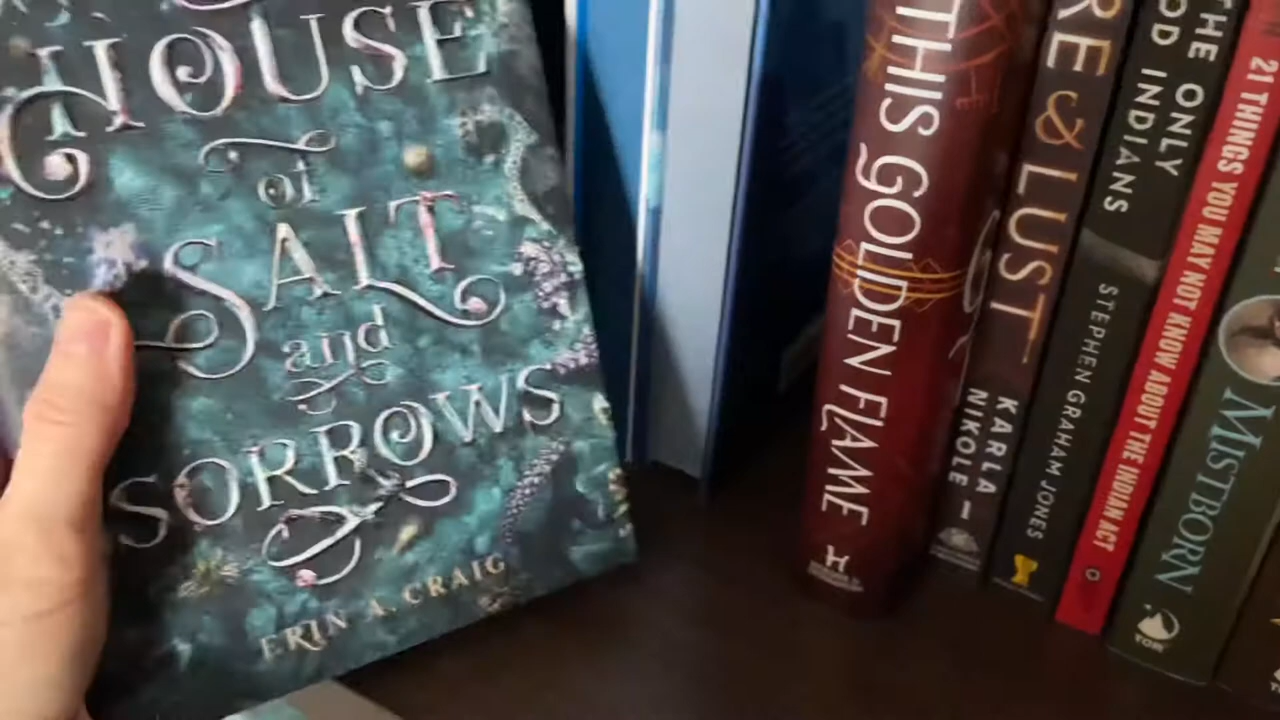 HOUSE
of
SALT
and
SORROWS
ERIN A. CRAIG
THIS GOLDEN FLAME
RE & LUST
KARLA
NIKOLE
THE ONLY
OD INDIANS
STEPHEN GRAHAM JONES
21 THINGS YOU MAY NOT KNOW ABOUT THE INDIAN ACT
MISTBORN
TOR